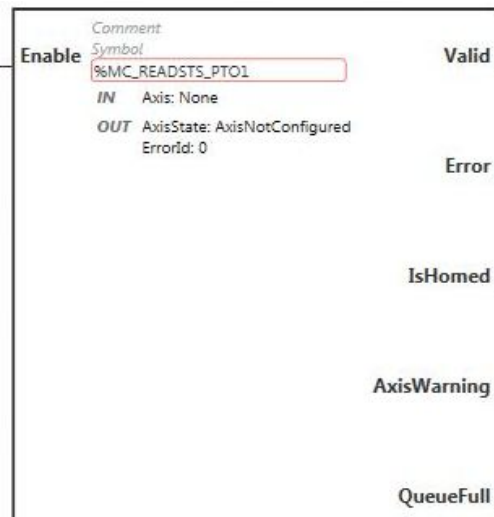 Comment
Enable Symbol Valid
%MC_READSTS_PTO1
IN Axis: None
OUT AxisState: AxisNotConfigured
ErrorId: 0
Error
IsHomed
AxisWarning
QueueFull